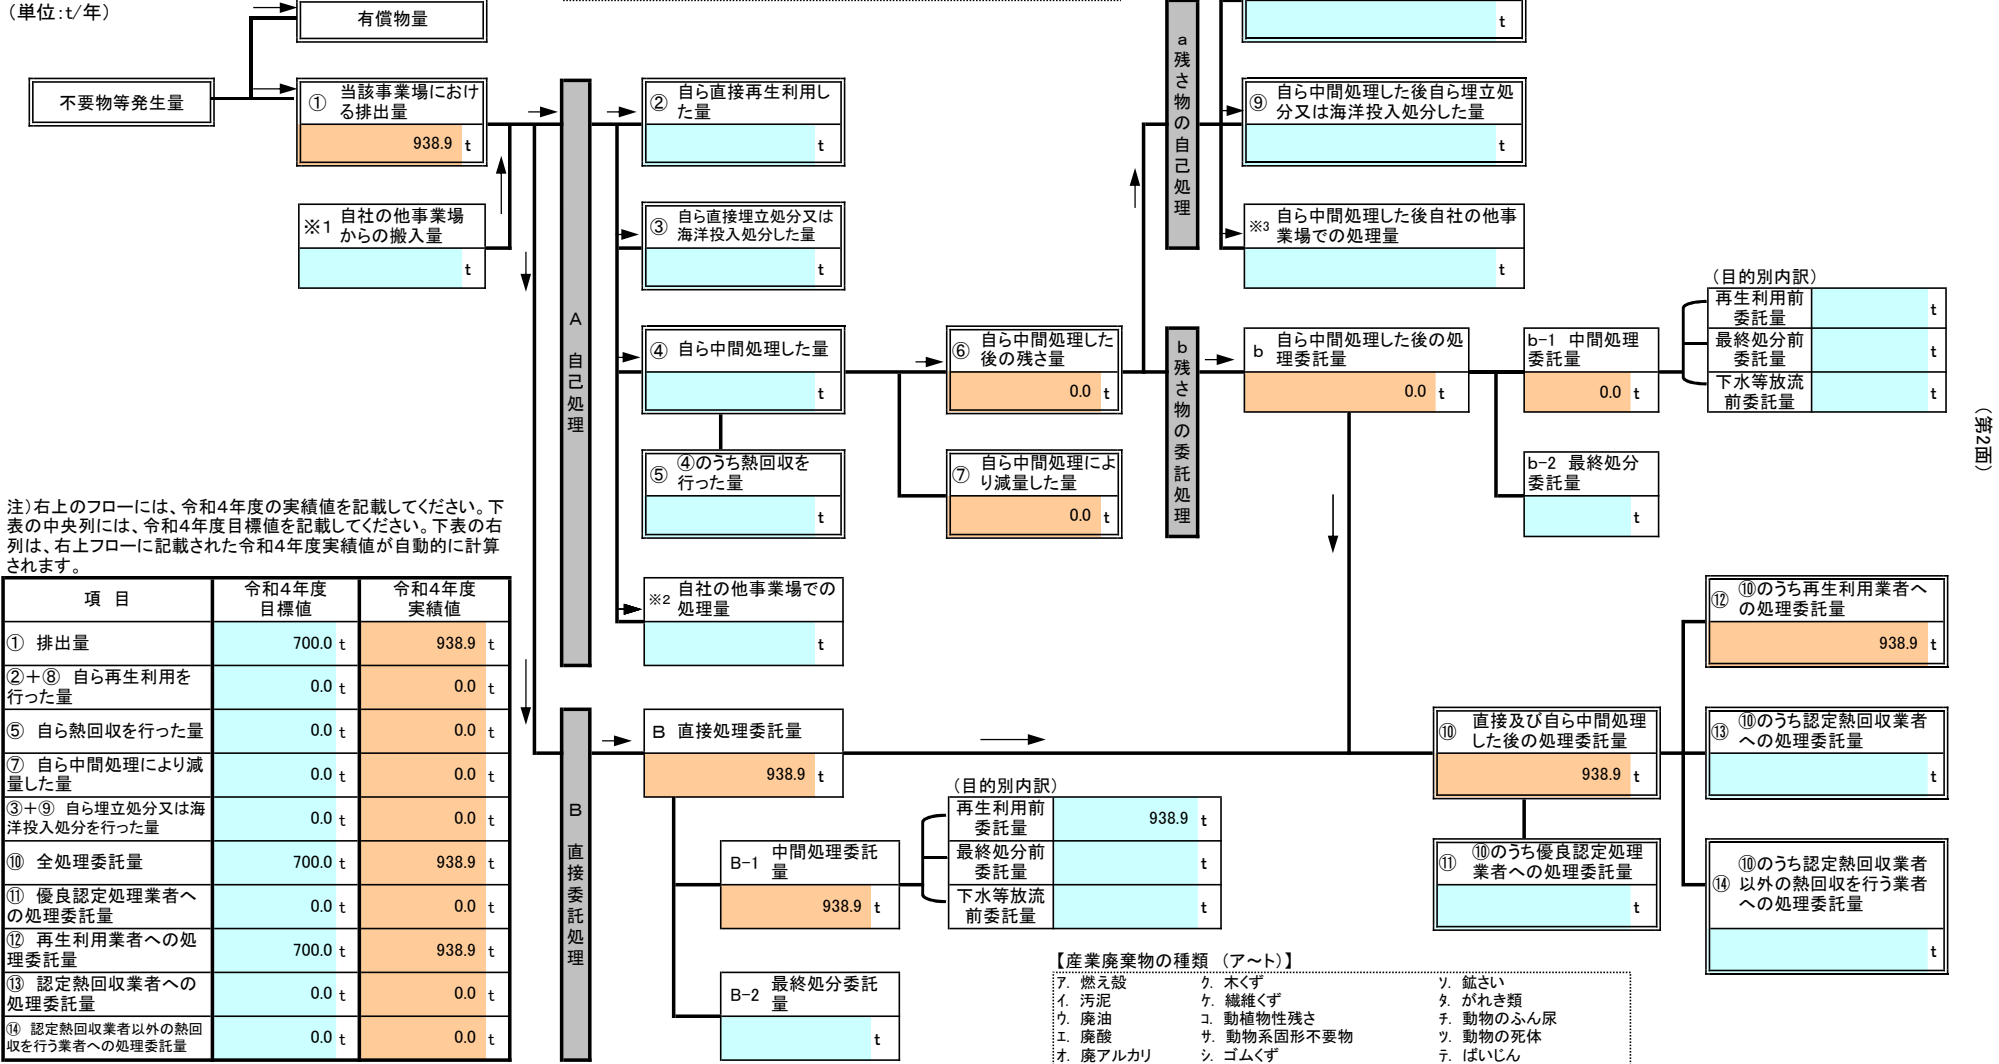 （単位:t/年）
有償物量
t
不要物等発生量
① 当該事業場におけ
る排出量
938.9 t
※1 自社の他事業場
からの搬入量
t
A 自己処理
② 自ら直接再生利用し
た量
t
③ 自ら直接埋立処分又は
海洋投入処分した量
t
④ 自ら中間処理した量
t
⑤ ④のうち熱回収を
行った量
t
※2 自社の他事業場での
処理量
t
⑥ 自ら中間処理した
後の残さ量
0.0 t
⑦ 自ら中間処理によ
り減量した量
0.0 t
a 残さ物の自己処理
⑨ 自ら中間処理した後自ら埋立処
分又は海洋投入処分した量
t
※3 自ら中間処理した後自社の他事
業場での処理量
t
b 残さ物の委託処理
b 自ら中間処理した後の処
理委託量
0.0 t
b-1 中間処理
委託量
0.0 t
b-2 最終処分
委託量
t
（目的別内訳）
再生利用前
委託量
t
最終処分前
委託量
t
下水等放流
前委託量
t
（第2面）
注）右上のフローには、令和４年度の実績値を記載してください。下
表の中央列には、令和４年度目標値を記載してください。下表の右
列は、右上フローに記載された令和４年度実績値が自動的に計算
されます。
項 目
令和４年度
目標値
令和４年度
実績値
① 排出量 700.0 t 938.9 t
②＋⑧ 自ら再生利用を
行った量 0.0 t 0.0 t
⑤ 自ら熱回収を行った量 0.0 t 0.0 t
⑦ 自ら中間処理により減
量した量 0.0 t 0.0 t
③＋⑨ 自ら埋立処分又は海
洋投入処分を行った量 0.0 t 0.0 t
⑩ 全処理委託量 700.0 t 938.9 t
⑪ 優良認定処理業者へ
の処理委託量 0.0 t 0.0 t
⑫ 再生利用業者への処
理委託量 700.0 t 938.9 t
⑬ 認定熱回収業者への
処理委託量 0.0 t 0.0 t
⑭ 認定熱回収業者以外の熱回
収を行う業者への処理委託量 0.0 t 0.0 t
B 直接委託処理
B 直接処理委託量
938.9 t
B-1 中間処理委託
量
938.9 t
B-2 最終処分委託
量
t
（目的別内訳）
再生利用前
委託量
938.9 t
最終処分前
委託量
t
下水等放流
前委託量
t
⑩ 直接及び自ら中間処理
した後の処理委託量
938.9 t
⑪ ⑩のうち優良認定処理
業者への処理委託量
t
⑫ ⑩のうち再生利用業者へ
の処理委託量
938.9 t
⑬ ⑩のうち認定熱回収業者
への処理委託量
t
⑭ ⑩のうち認定熱回収業者
以外の熱回収を行う業者
への処理委託量
t
【産業廃棄物の種類 （ア～ト）】
ア. 燃え殻 ク. 木くず ソ. 鉱さい
イ. 汚泥 ケ. 繊維くず タ. がれき類
ウ. 廃油 コ. 動植物性残さ チ. 動物のふん尿
エ. 廃酸 サ. 動物系固形不要物 ツ. 動物の死体
オ. 廃アルカリ シ. ゴムくず テ. ばいじん